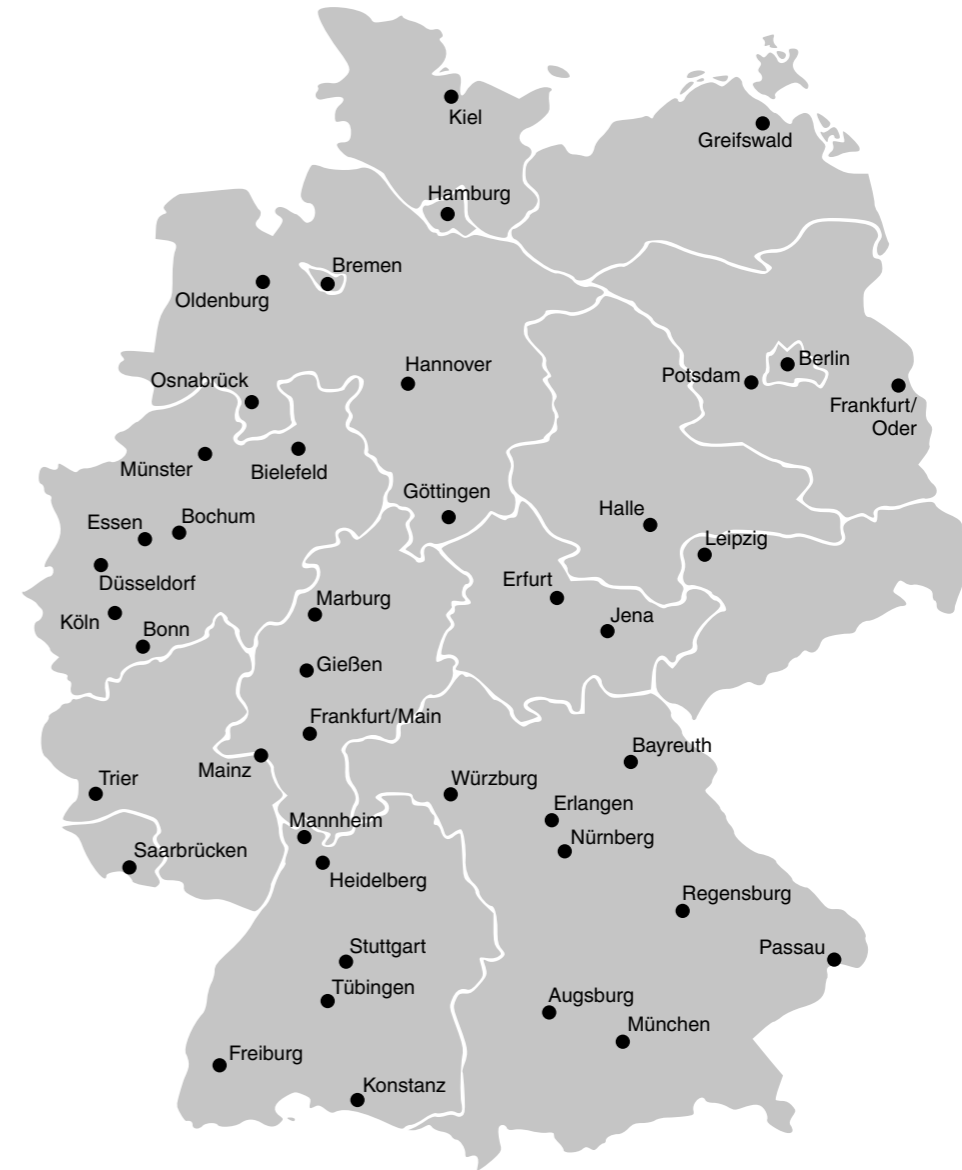 Kiel
Greifswald
Hamburg
Bremen
Oldenburg
Hannover
Berlin
Osnabrück
Potsdam
Frankfurt/
Oder
Münster
Bielefeld
Göttingen
Halle
Essen
Bochum
Leipzig
Düsseldorf
Erfurt
Marburg
Köln
Jena
Bonn
Gießen
Frankfurt/Main
Bayreuth
Mainz
Trier
Würzburg
Erlangen
Mannheim
Nürnberg
Saarbrücken
Heidelberg
Regensburg
Stuttgart
Passau
Tübingen
Augsburg
München
Freiburg
Konstanz